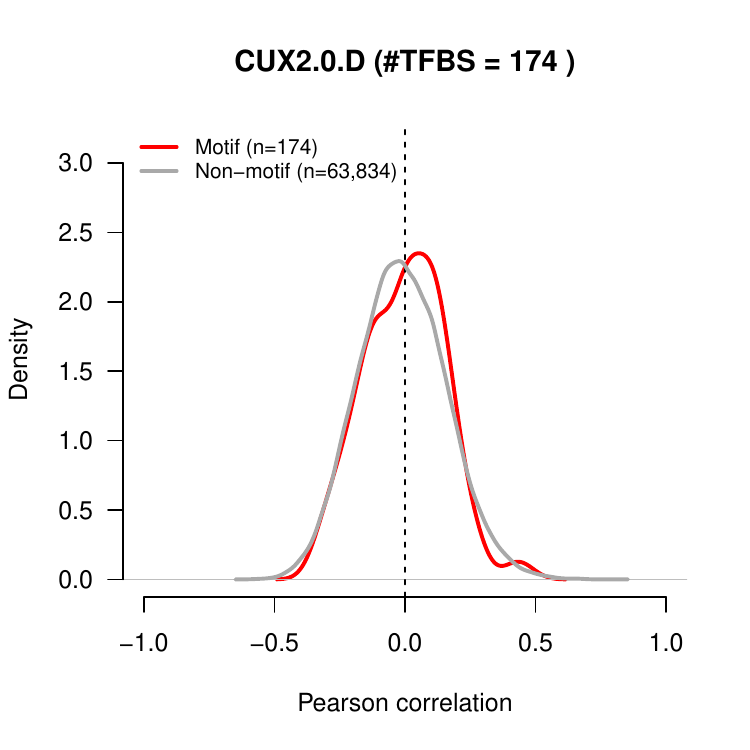 CUX2.0.D (#TFBS = 174 )
Motif (n=174)
Non−motif (n=63,834)
3.0
2.5
2.0
1.5
1.0
0.5
0.0
Density
−1.0 −0.5 0.0 0.5 1.0
Pearson correlation